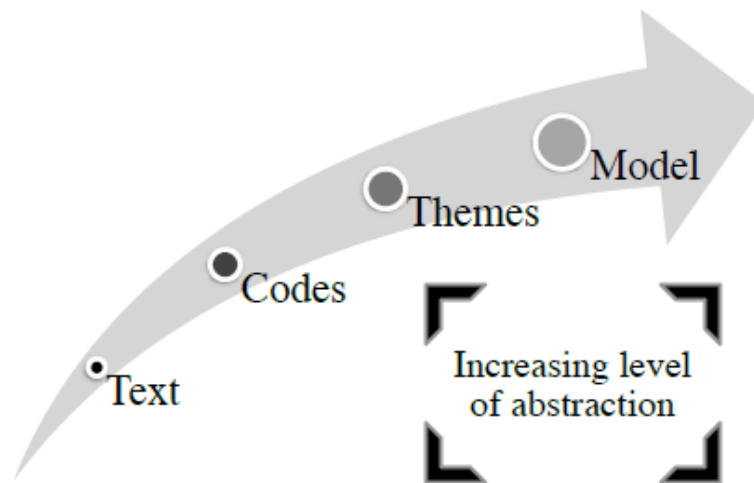 Model
Themes
Codes
Text
Increasing level
of abstraction